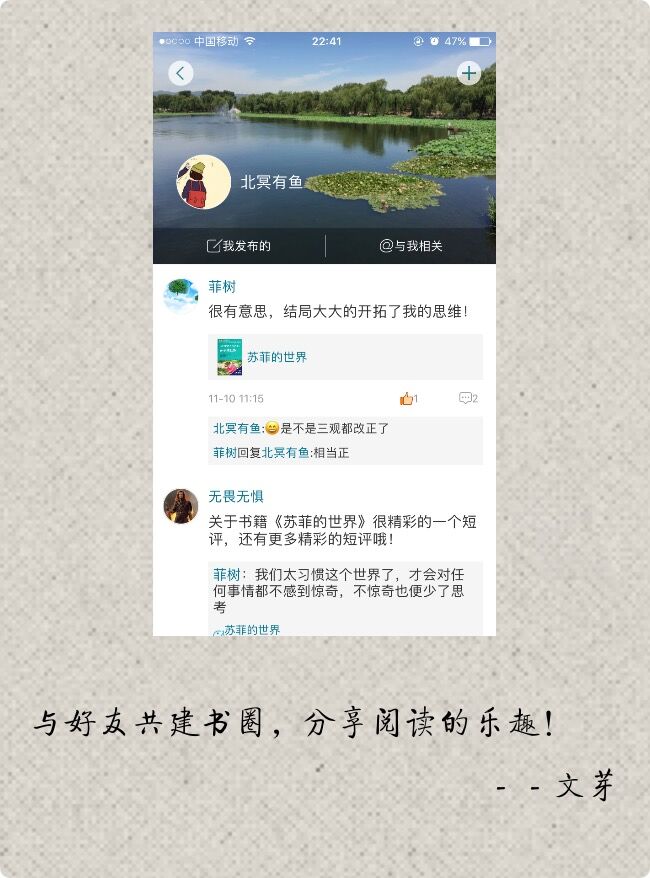 中国移动 22:41 47%
北冥有鱼
我发布的 @与我相关
菲树
很有意思，结局大大的开拓了我的思维！
苏菲的世界
11-10 11:15 1 2
北冥有鱼:😄是不是三观都改正了
菲树回复北冥有鱼:相当正
无畏无惧
关于书籍《苏菲的世界》很精彩的一个短
评，还有更多精彩的短评哦！
菲树：我们太习惯这个世界了，才会对任
何事情都不感到惊奇，不惊奇也便少了思
考
苏菲的世界
与好友共建书圈，分享阅读的乐趣！
--文芽